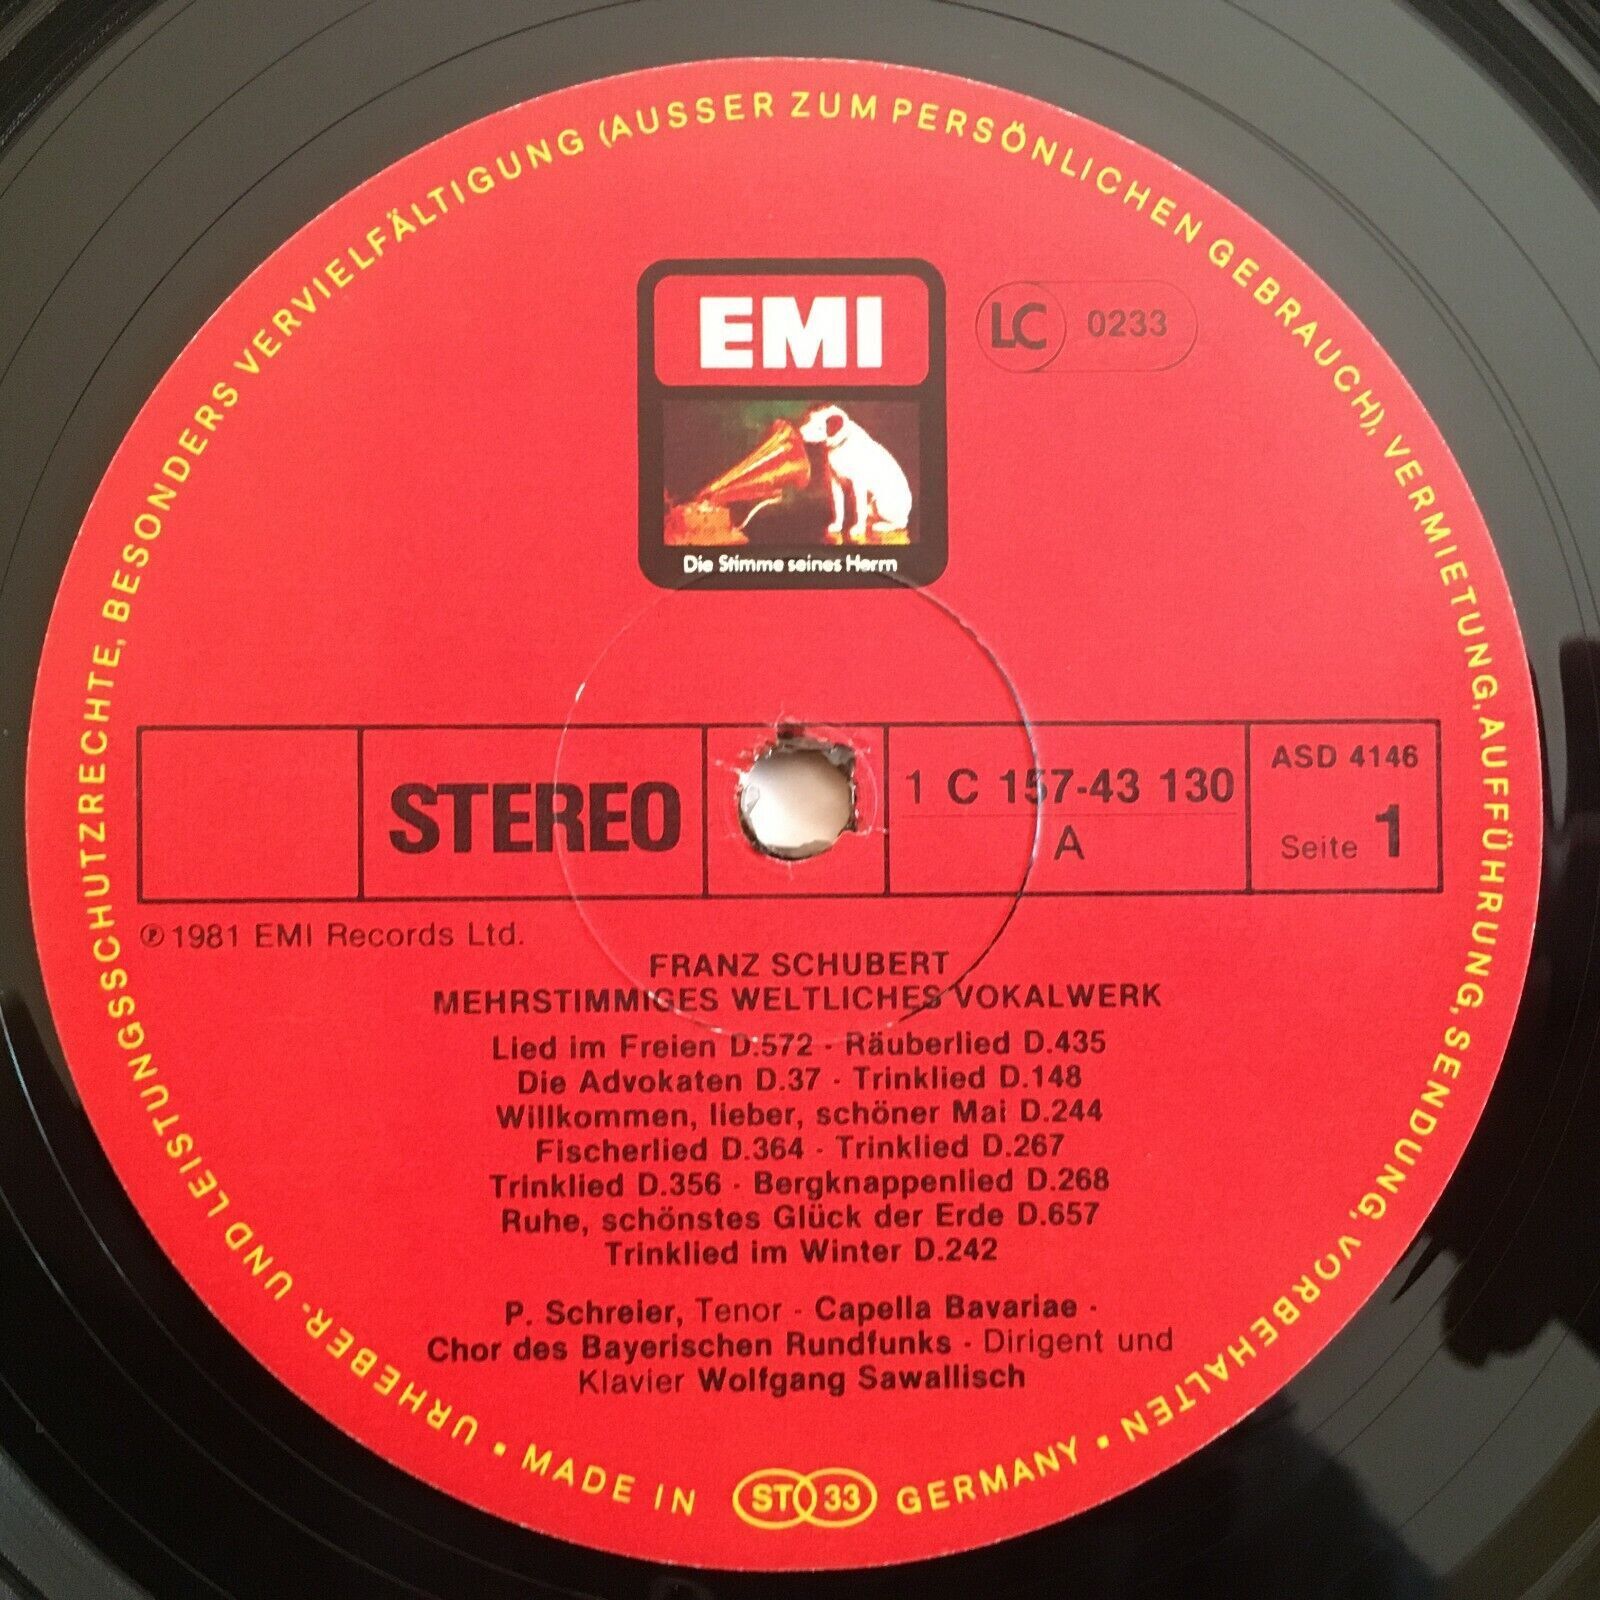 URHEBER- UND LEISTUNGSSCHUTZRECHTE, BESONDERS VERVIELFÄLTIGUNG (AUSSER ZUM PERSÖNLICHEN GEBRAUCH), VERMIETUNG, AUFFÜHRUNG, SENDUNG, VORBEHALTEN •
EMI
LC 0233
Die Stimme seines Herrn
STEREO
1 C 157-43 130
A
ASD 4146
Seite 1
℗ 1981 EMI Records Ltd.
FRANZ SCHUBERT
MEHRSTIMMIGES WELTLICHES VOKALWERK
Lied im Freien D.572 · Räuberlied D.435
Die Advokaten D.37 · Trinklied D.148
Willkommen, lieber, schöner Mai D.244
Fischerlied D.364 · Trinklied D.267
Trinklied D.356 · Bergknappenlied D.268
Ruhe, schönstes Glück der Erde D.657
Trinklied im Winter D.242
P. Schreier, Tenor · Capella Bavariae ·
Chor des Bayerischen Rundfunks · Dirigent und
Klavier Wolfgang Sawallisch
• MADE IN ST 33 GERMANY •